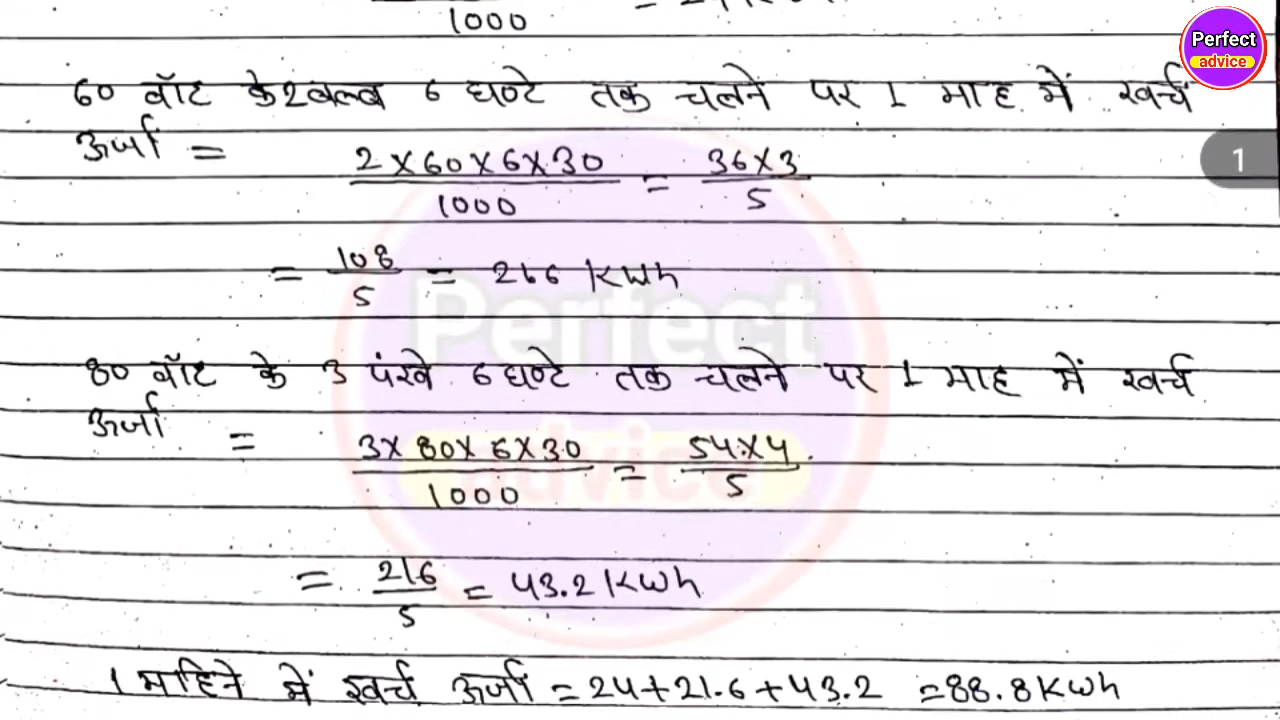 1000
Perfect
advice
60 वॉट के 2 बल्ब 6 घण्टे तक चलने पर 1 माह में खर्च
ऊर्जा = 2 X 60 X 6 X 30 / 1000 = 36 X 3 / 5
1
= 108 / 5 = 216 KWh
80 वॉट के 3 पंखे 6 घण्टे तक चलने पर 1 माह में खर्च
ऊर्जा = 3 X 80 X 6 X 30 / 1000 = 54 X 4 / 5
= 216 / 5 = 43.2 KWh
1 महिने में खर्च ऊर्जा = 24 + 21.6 + 43.2 = 88.8 KWh
Perfect
advice